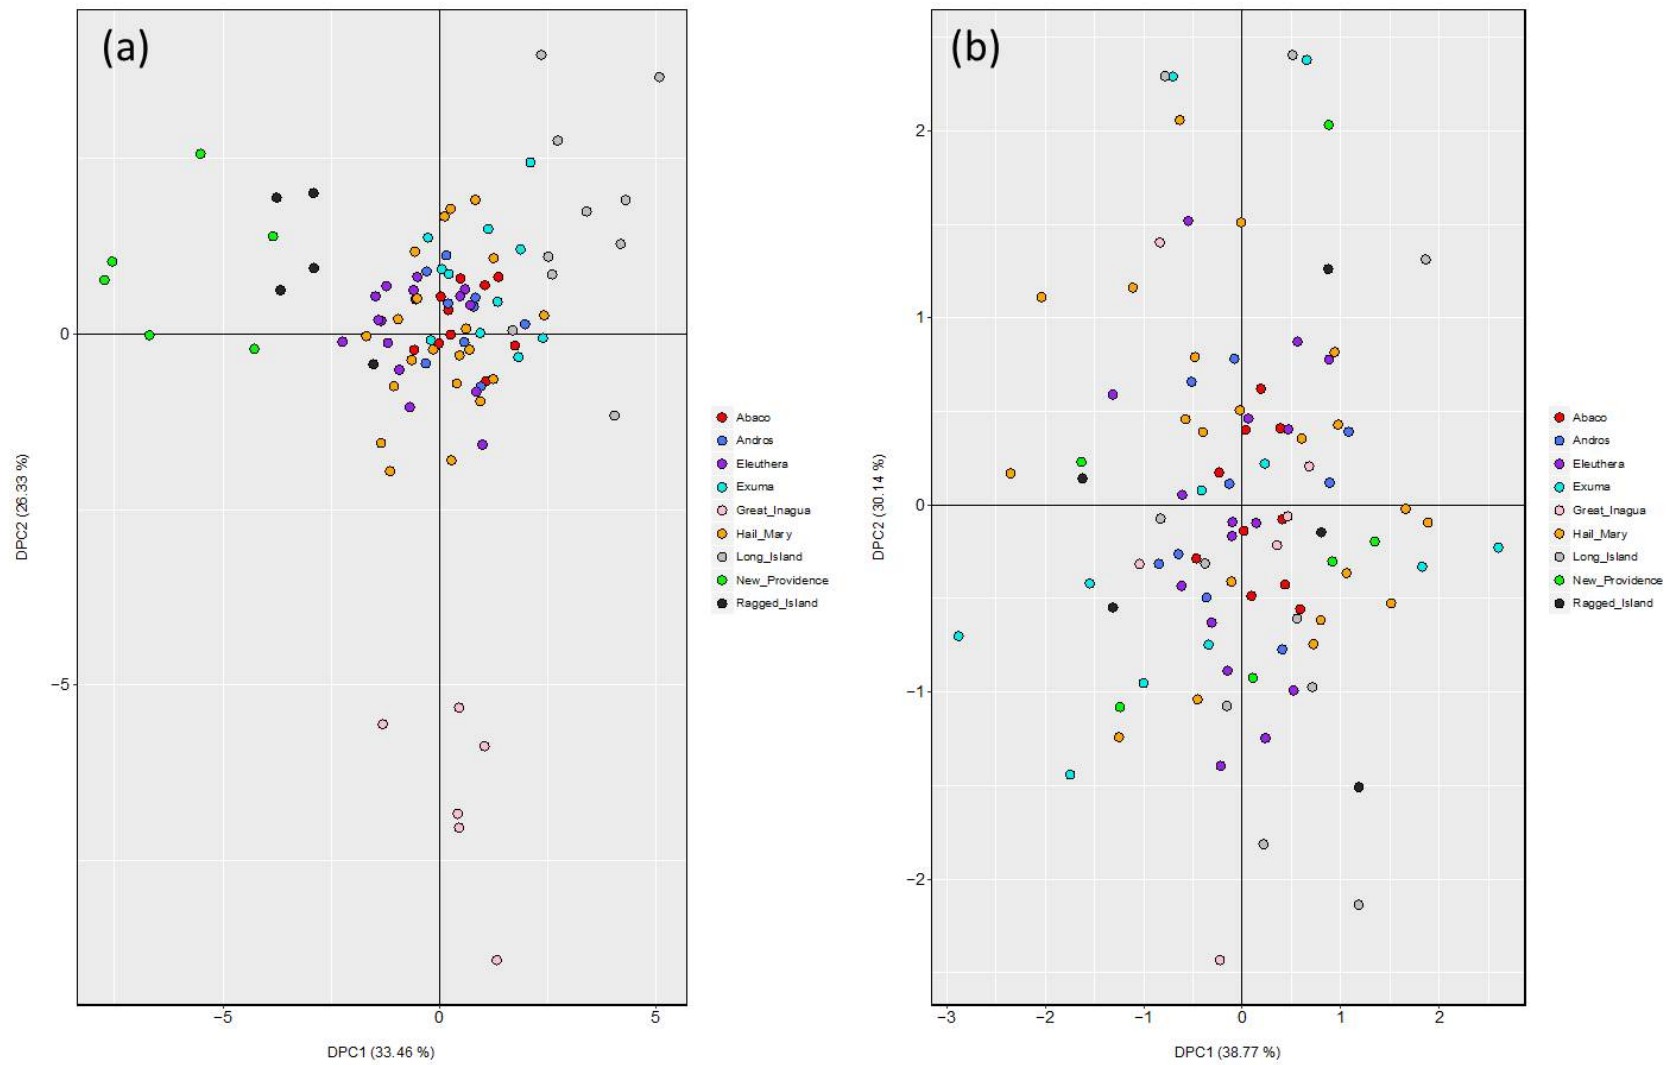 (a)
0
−5
−5
0
5
DPC2 (26.33 %)
DPC1 (33.46 %)
Abaco
Andros
Eleuthera
Exuma
Great_Inagua
Hail_Mary
Long_Island
New_Providence
Ragged_Island
(b)
2
1
0
−1
−2
−3
−2
−1
0
1
2
DPC2 (30.14 %)
DPC1 (38.77 %)
Abaco
Andros
Eleuthera
Exuma
Great_Inagua
Hail_Mary
Long_Island
New_Providence
Ragged_Island